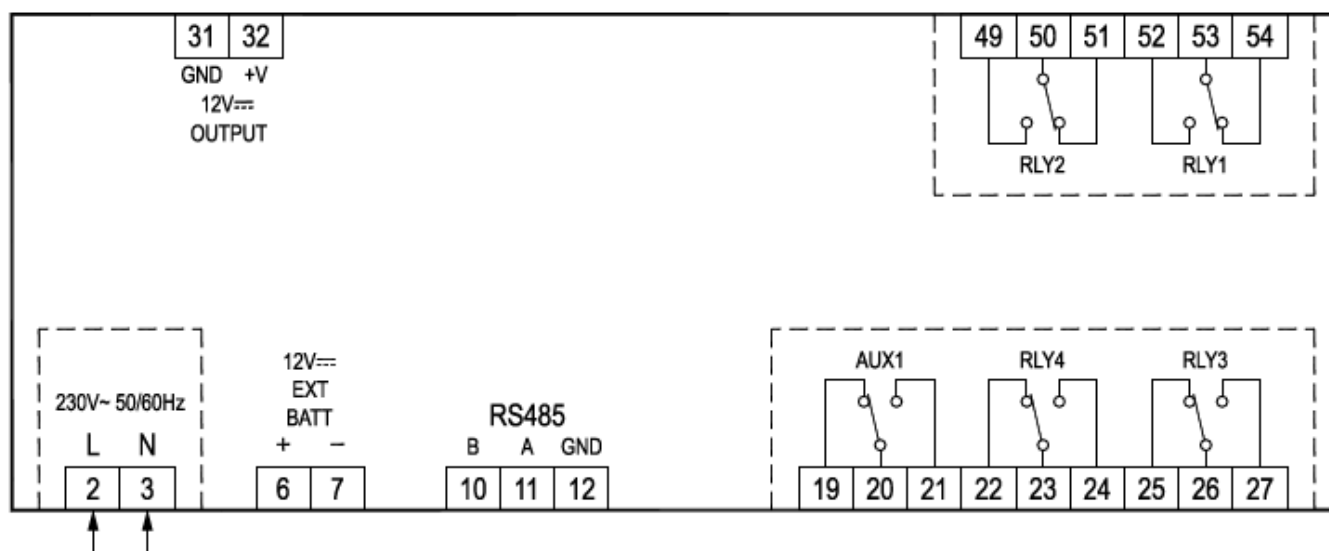 31 32
GND +V
12V⎓
OUTPUT
49 50 51 52 53 54
RLY2 RLY1
230V~ 50/60Hz
L N
2 3
12V⎓
EXT
BATT
+ −
6 7
RS485
B A GND
10 11 12
AUX1 RLY4 RLY3
19 20 21 22 23 24 25 26 27